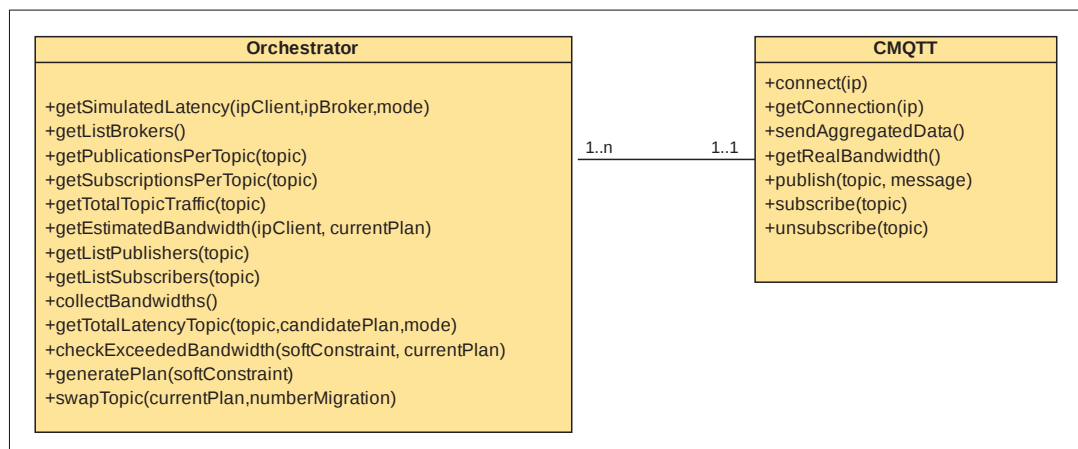 Orchestrator
+getSimulatedLatency(ipClient,ipBroker,mode)
+getListBrokers()
+getPublicationsPerTopic(topic)
+getSubscriptionsPerTopic(topic)
+getTotalTopicTraffic(topic)
+getEstimatedBandwidth(ipClient, currentPlan)
+getListPublishers(topic)
+getListSubscribers(topic)
+collectBandwidths()
+getTotalLatencyTopic(topic,candidatePlan,mode)
+checkExceededBandwidth(softConstraint, currentPlan)
+generatePlan(softConstraint)
+swapTopic(currentPlan,numberMigration)
1..n
1..1
CMQTT
+connect(ip)
+getConnection(ip)
+sendAggregatedData()
+getRealBandwidth()
+publish(topic, message)
+subscribe(topic)
+unsubscribe(topic)